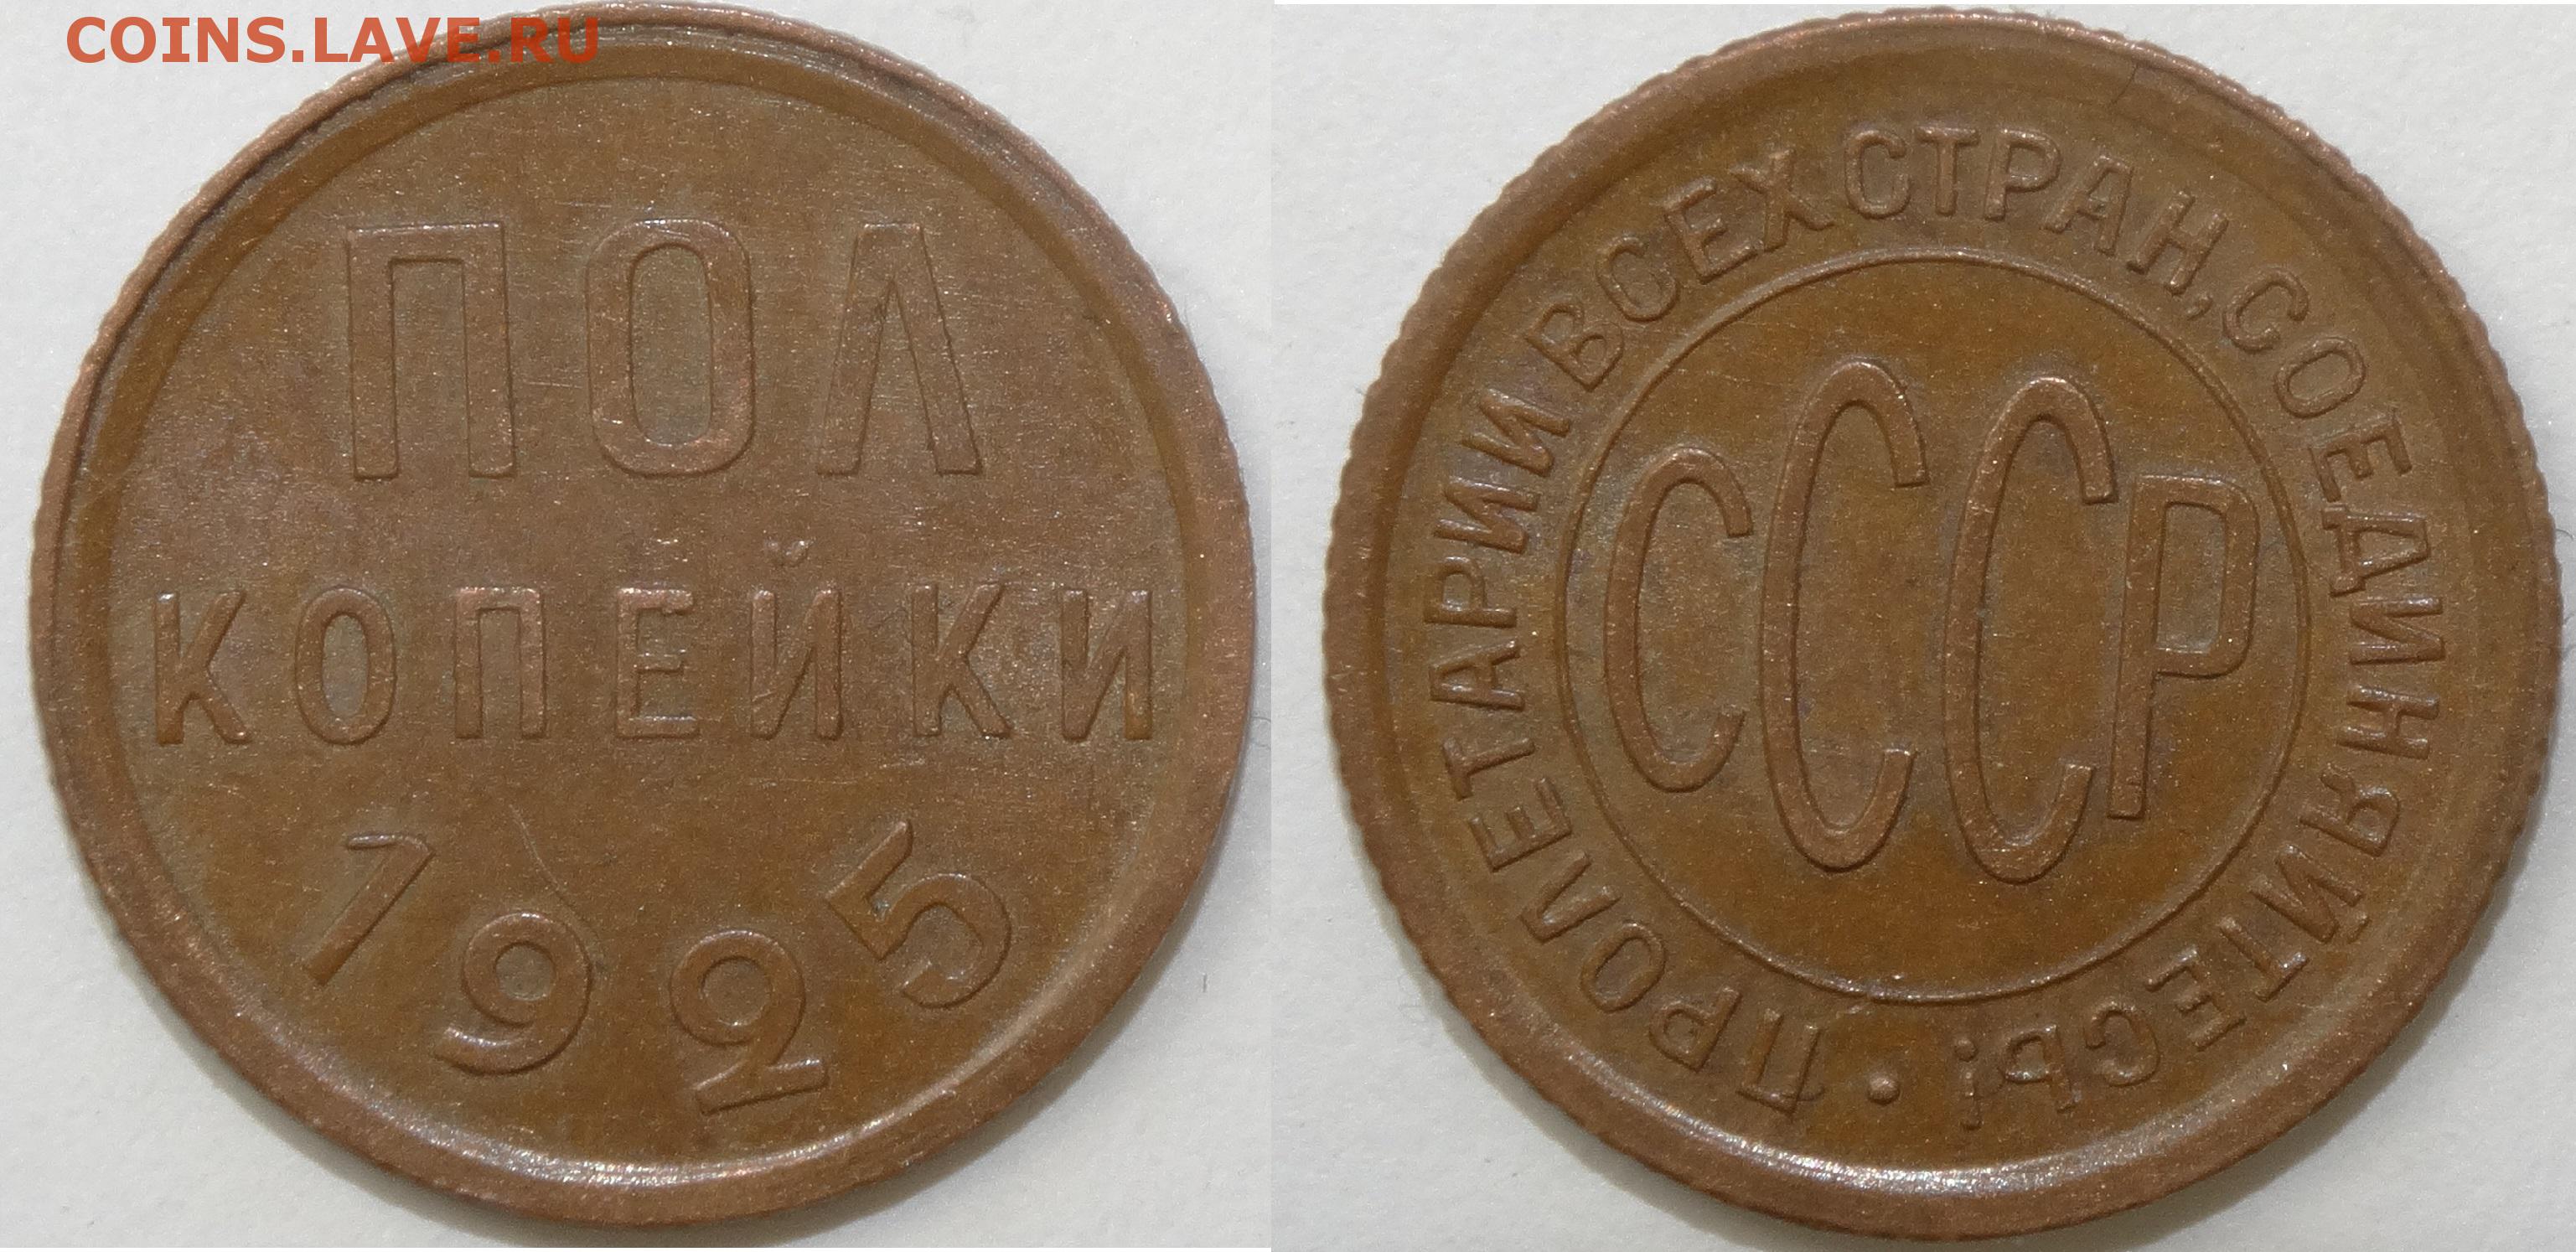 COINS.LAVE.RU
ПОЛ
КОПЕЙКИ
1925
ПРОЛЕТАРИИ ВСЕХ СТРАН, СОЕДИНЯЙТЕСЬ! •
СССР